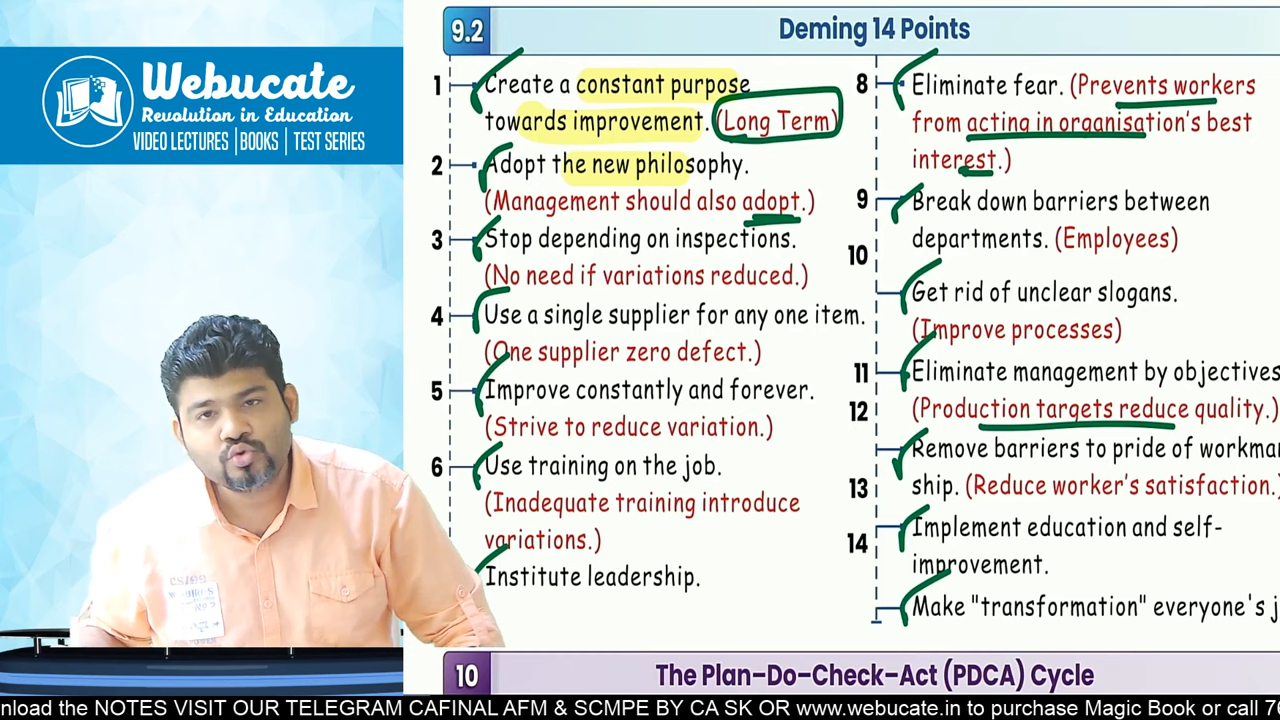 Webucate
Revolution in Education
VIDEO LECTURES | BOOKS | TEST SERIES
9.2 Deming 14 Points
1 Create a constant purpose
towards improvement. (Long Term)
2 Adopt the new philosophy.
(Management should also adopt.)
3 Stop depending on inspections.
(No need if variations reduced.)
4 Use a single supplier for any one item.
(One supplier zero defect.)
5 Improve constantly and forever.
(Strive to reduce variation.)
6 Use training on the job.
(Inadequate training introduce
variations.)
Institute leadership.
8 Eliminate fear. (Prevents workers
from acting in organisation's best
interest.)
9 Break down barriers between
departments. (Employees)
10
Get rid of unclear slogans.
(Improve processes)
11 Eliminate management by objectives
12 (Production targets reduce quality.)
Remove barriers to pride of workman
13 ship. (Reduce worker's satisfaction.)
Implement education and self-
14 improvement.
Make "transformation" everyone's j
10 The Plan-Do-Check-Act (PDCA) Cycle
nload the NOTES VISIT OUR TELEGRAM CAFINAL AFM & SCMPE BY CA SK OR www.webucate.in to purchase Magic Book or call 70